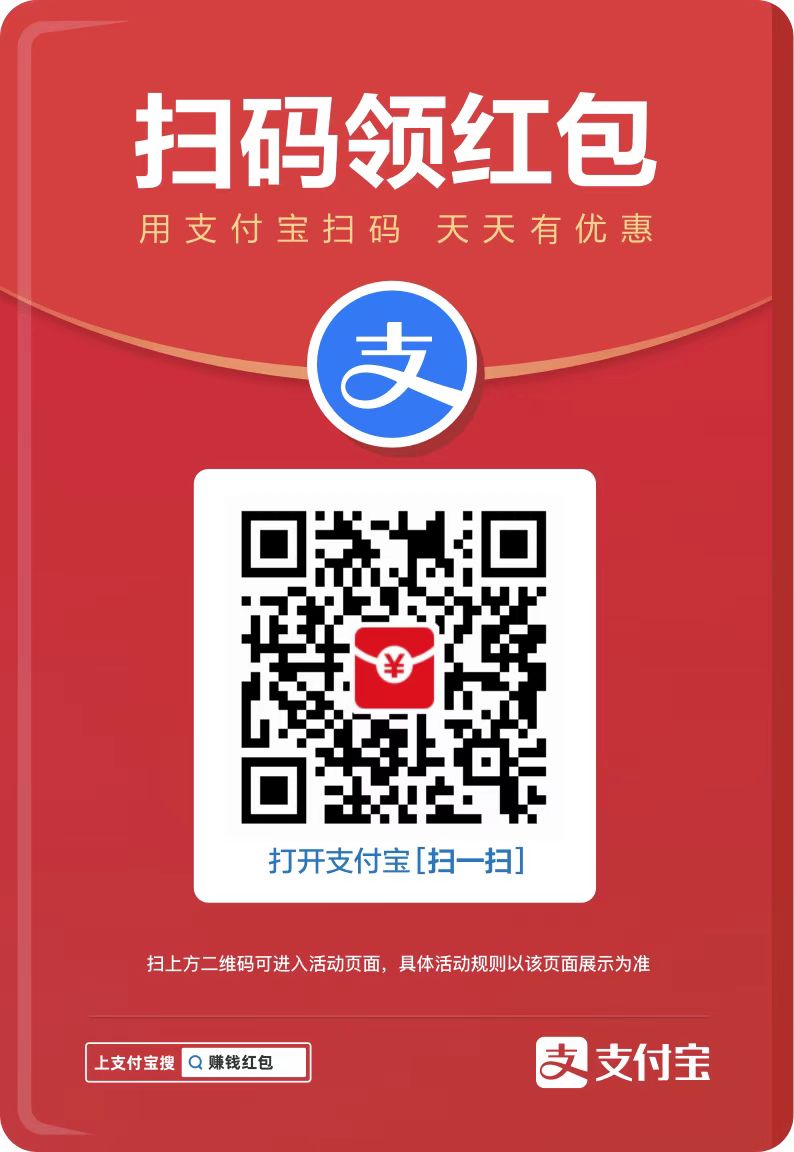 扫码领红包
用支付宝扫码 天天有优惠
支
¥
打开支付宝[扫一扫]
扫上方二维码可进入活动页面，具体活动规则以该页面展示为准
上支付宝搜 赚钱红包
支 支付宝